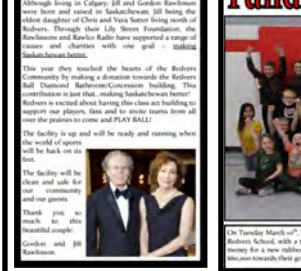 Although living in Calgary; Jill and Gordon Rawlinson
were born and raised in Saskatchewan. Jill being the
eldest daughter of Chris and Vera Sutter living north of
Redvers. Through their Lily Street Foundation, the
Rawlinsons and Rawlco Radio have supported a range of
causes and charities with one goal - making
Saskatchewan better.
This year they touched the hearts of the Redvers
Community by making a donation towards the Redvers
Ball Diamond Bathroom/Concession building. This
contribution is just that...making Saskatchewan better!
Redvers is excited about having this class act building to
support our players, fans and to invite teams from all
over the prairies to come and PLAY BALL!
The facility is up and will be ready and running when
the world of sports
will be back on its
feet.
The facility will be
clean and safe for
our community
and our guests.
Thank you so
much to this
beautiful couple:
Gordon and Jill
Rawlinson.
On Tuesday March 10th,
Redvers School, with a
money for a new rubber
$60,000 towards their go